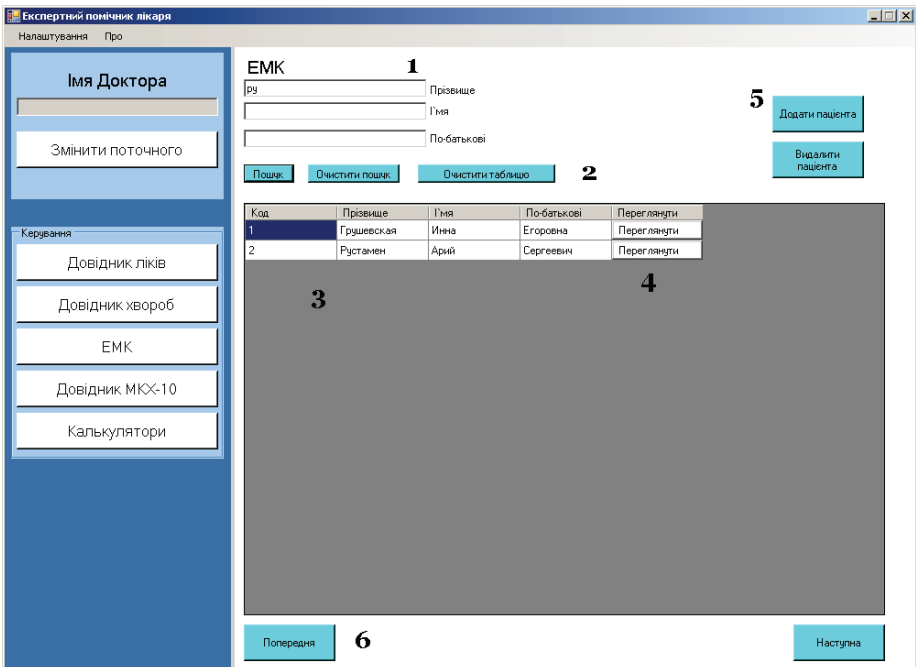 Експертний помічник лікаря
Налаштування Про
Імя Доктора
Змінити поточного
Керування
Довідник ліків
Довідник хвороб
ЕМК
Довідник МКХ-10
Калькулятори
ЕМК 1
ру Прізвище
І'мя
По-батькові
Пошук Очистити пошук Очистити таблицю 2
5 Додати пацієнта
Видалити
пацієнта
Код Прізвище І'мя По-батькові Переглянути
1 Грушевская Инна Егоровна Переглянути
2 Рустамен Арий Сергеевич Переглянути
3 4
Попередня 6 Наступна